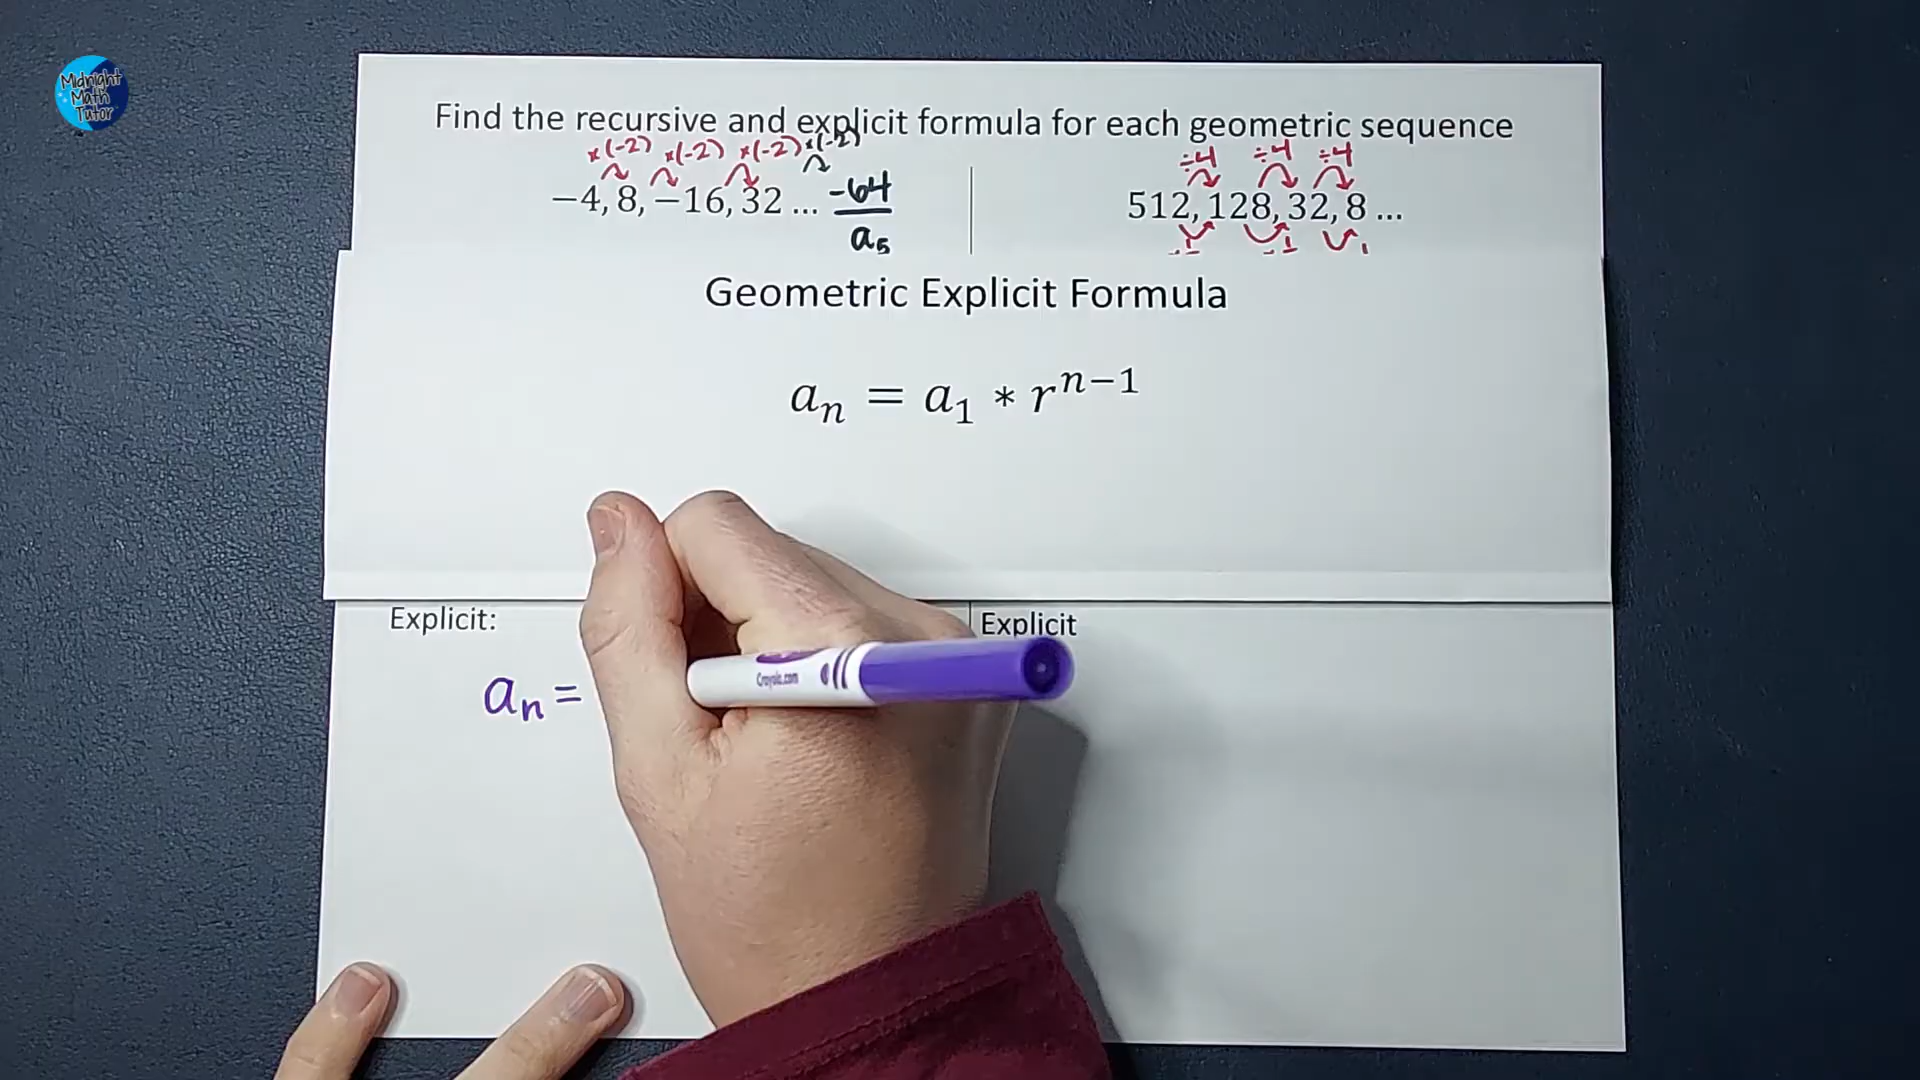 Midnight
Math
Tutor
Find the recursive and explicit formula for each geometric sequence
×(-2) ×(-2) ×(-2) ×(-2)
-4, 8, -16, 32 ... -64
a₅
÷4 ÷4 ÷4
512, 128, 32, 8 ...
Geometric Explicit Formula
aₙ = a₁ * rⁿ⁻¹
Explicit:
aₙ =
Explicit
Crayola.com